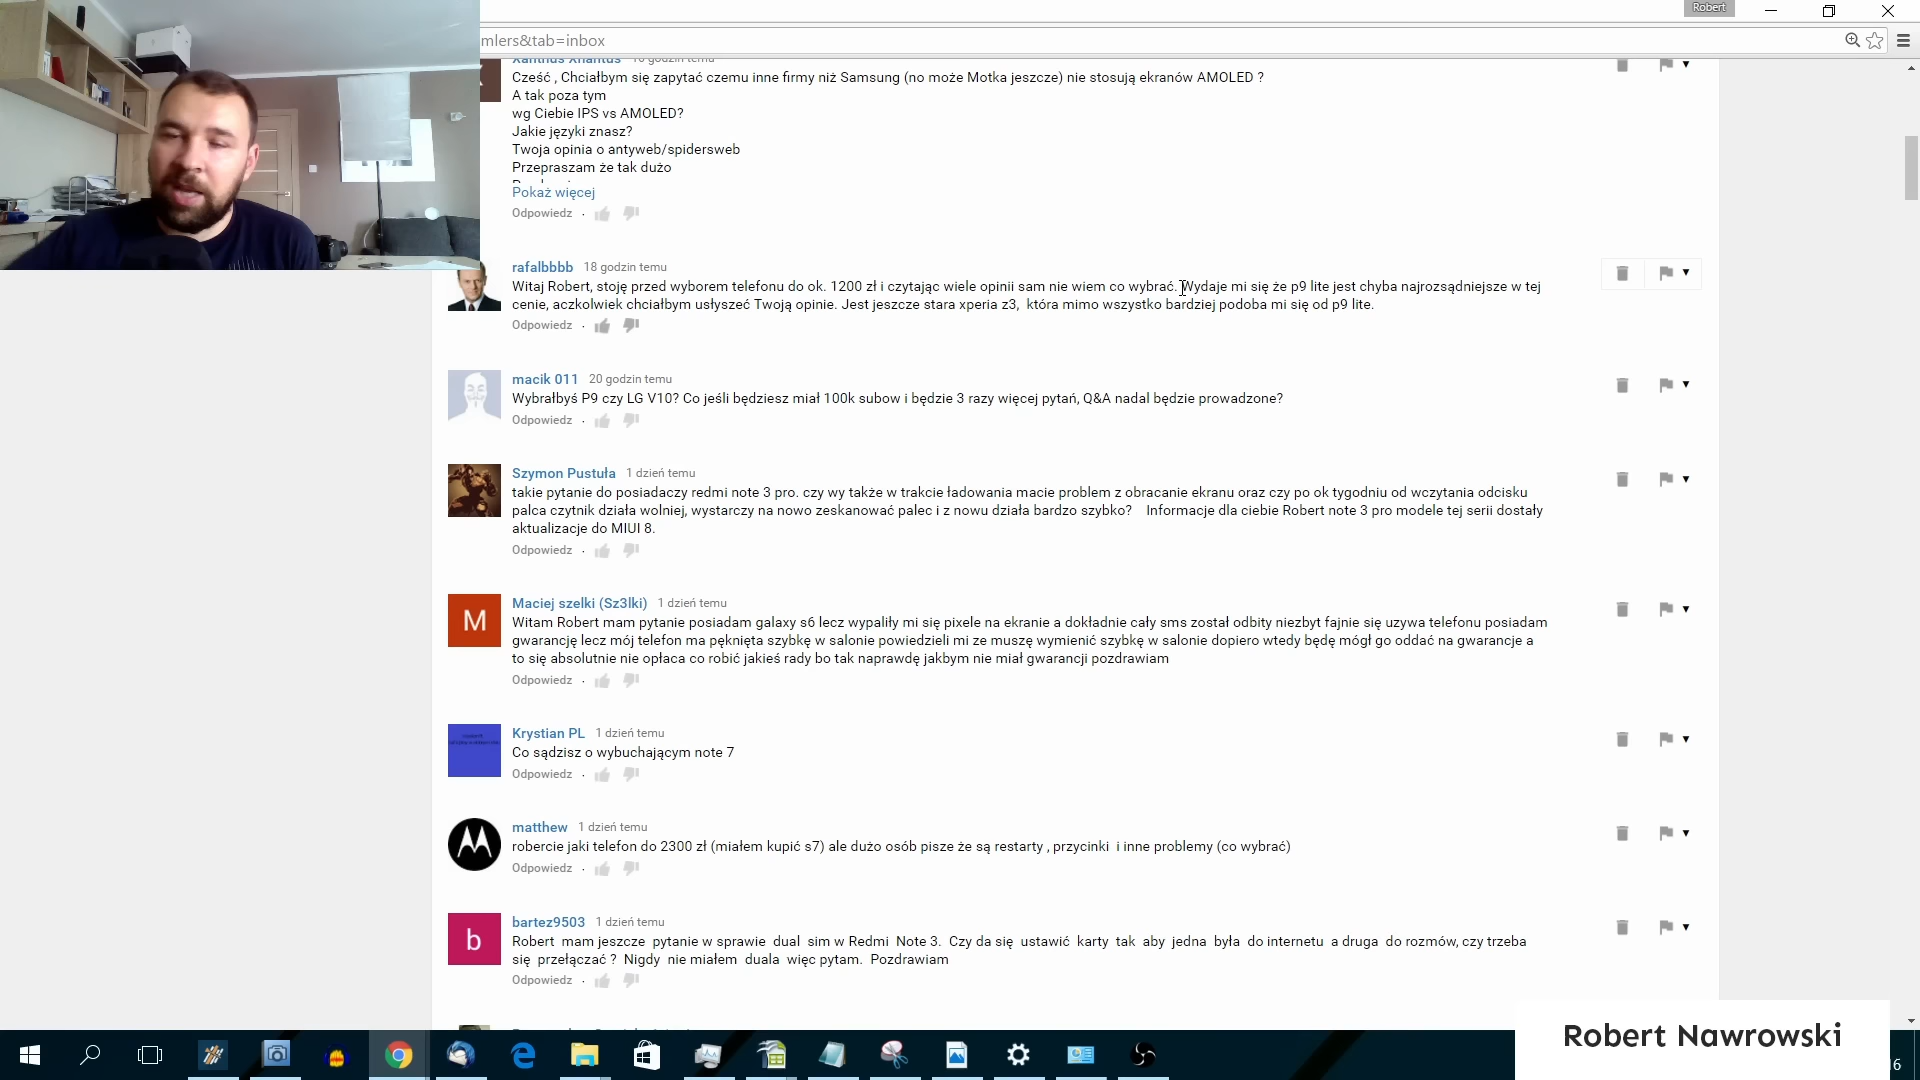 Robert
mlers&tab=inbox
Xanthus Xnantus
Cześć , Chciałbym się zapytać czemu inne firmy niż Samsung (no może Motka jeszcze) nie stosują ekranów AMOLED ?
A tak poza tym
wg Ciebie IPS vs AMOLED?
Jakie języki znasz?
Twoja opinia o antyweb/spidersweb
Przepraszam że tak dużo
Pokaż więcej
Odpowiedz ·
rafalbbbb 18 godzin temu
Witaj Robert, stoję przed wyborem telefonu do ok. 1200 zł i czytając wiele opinii sam nie wiem co wybrać. Wydaje mi się że p9 lite jest chyba najrozsądniejsze w tej
cenie, aczkolwiek chciałbym usłyszeć Twoją opinie. Jest jeszcze stara xperia z3, która mimo wszystko bardziej podoba mi się od p9 lite.
Odpowiedz ·
macik 011 20 godzin temu
Wybrałbyś P9 czy LG V10? Co jeśli będziesz miał 100k subow i będzie 3 razy więcej pytań, Q&A nadal będzie prowadzone?
Odpowiedz ·
Szymon Pustuła 1 dzień temu
takie pytanie do posiadaczy redmi note 3 pro. czy wy także w trakcie ładowania macie problem z obracanie ekranu oraz czy po ok tygodniu od wczytania odcisku
palca czytnik działa wolniej, wystarczy na nowo zeskanować palec i z nowu działa bardzo szybko? Informacje dla ciebie Robert note 3 pro modele tej serii dostały
aktualizacje do MIUI 8.
Odpowiedz ·
M
Maciej szelki (Sz3lki) 1 dzień temu
Witam Robert mam pytanie posiadam galaxy s6 lecz wypaliły mi się pixele na ekranie a dokładnie cały sms został odbity niezbyt fajnie się uzywa telefonu posiadam
gwarancję lecz mój telefon ma pęknięta szybkę w salonie powiedzieli mi ze muszę wymienić szybkę w salonie dopiero wtedy będę mógł go oddać na gwarancje a
to się absolutnie nie opłaca co robić jakieś rady bo tak naprawdę jakbym nie miał gwarancji pozdrawiam
Odpowiedz ·
Krystian PL 1 dzień temu
Co sądzisz o wybuchającym note 7
Odpowiedz ·
matthew 1 dzień temu
robercie jaki telefon do 2300 zł (miałem kupić s7) ale dużo osób pisze że są restarty , przycinki i inne problemy (co wybrać)
Odpowiedz ·
b
bartez9503 1 dzień temu
Robert mam jeszcze pytanie w sprawie dual sim w Redmi Note 3. Czy da się ustawić karty tak aby jedna była do internetu a druga do rozmów, czy trzeba
się przełączać ? Nigdy nie miałem duala więc pytam. Pozdrawiam
Odpowiedz ·
Robert Nawrowski
16